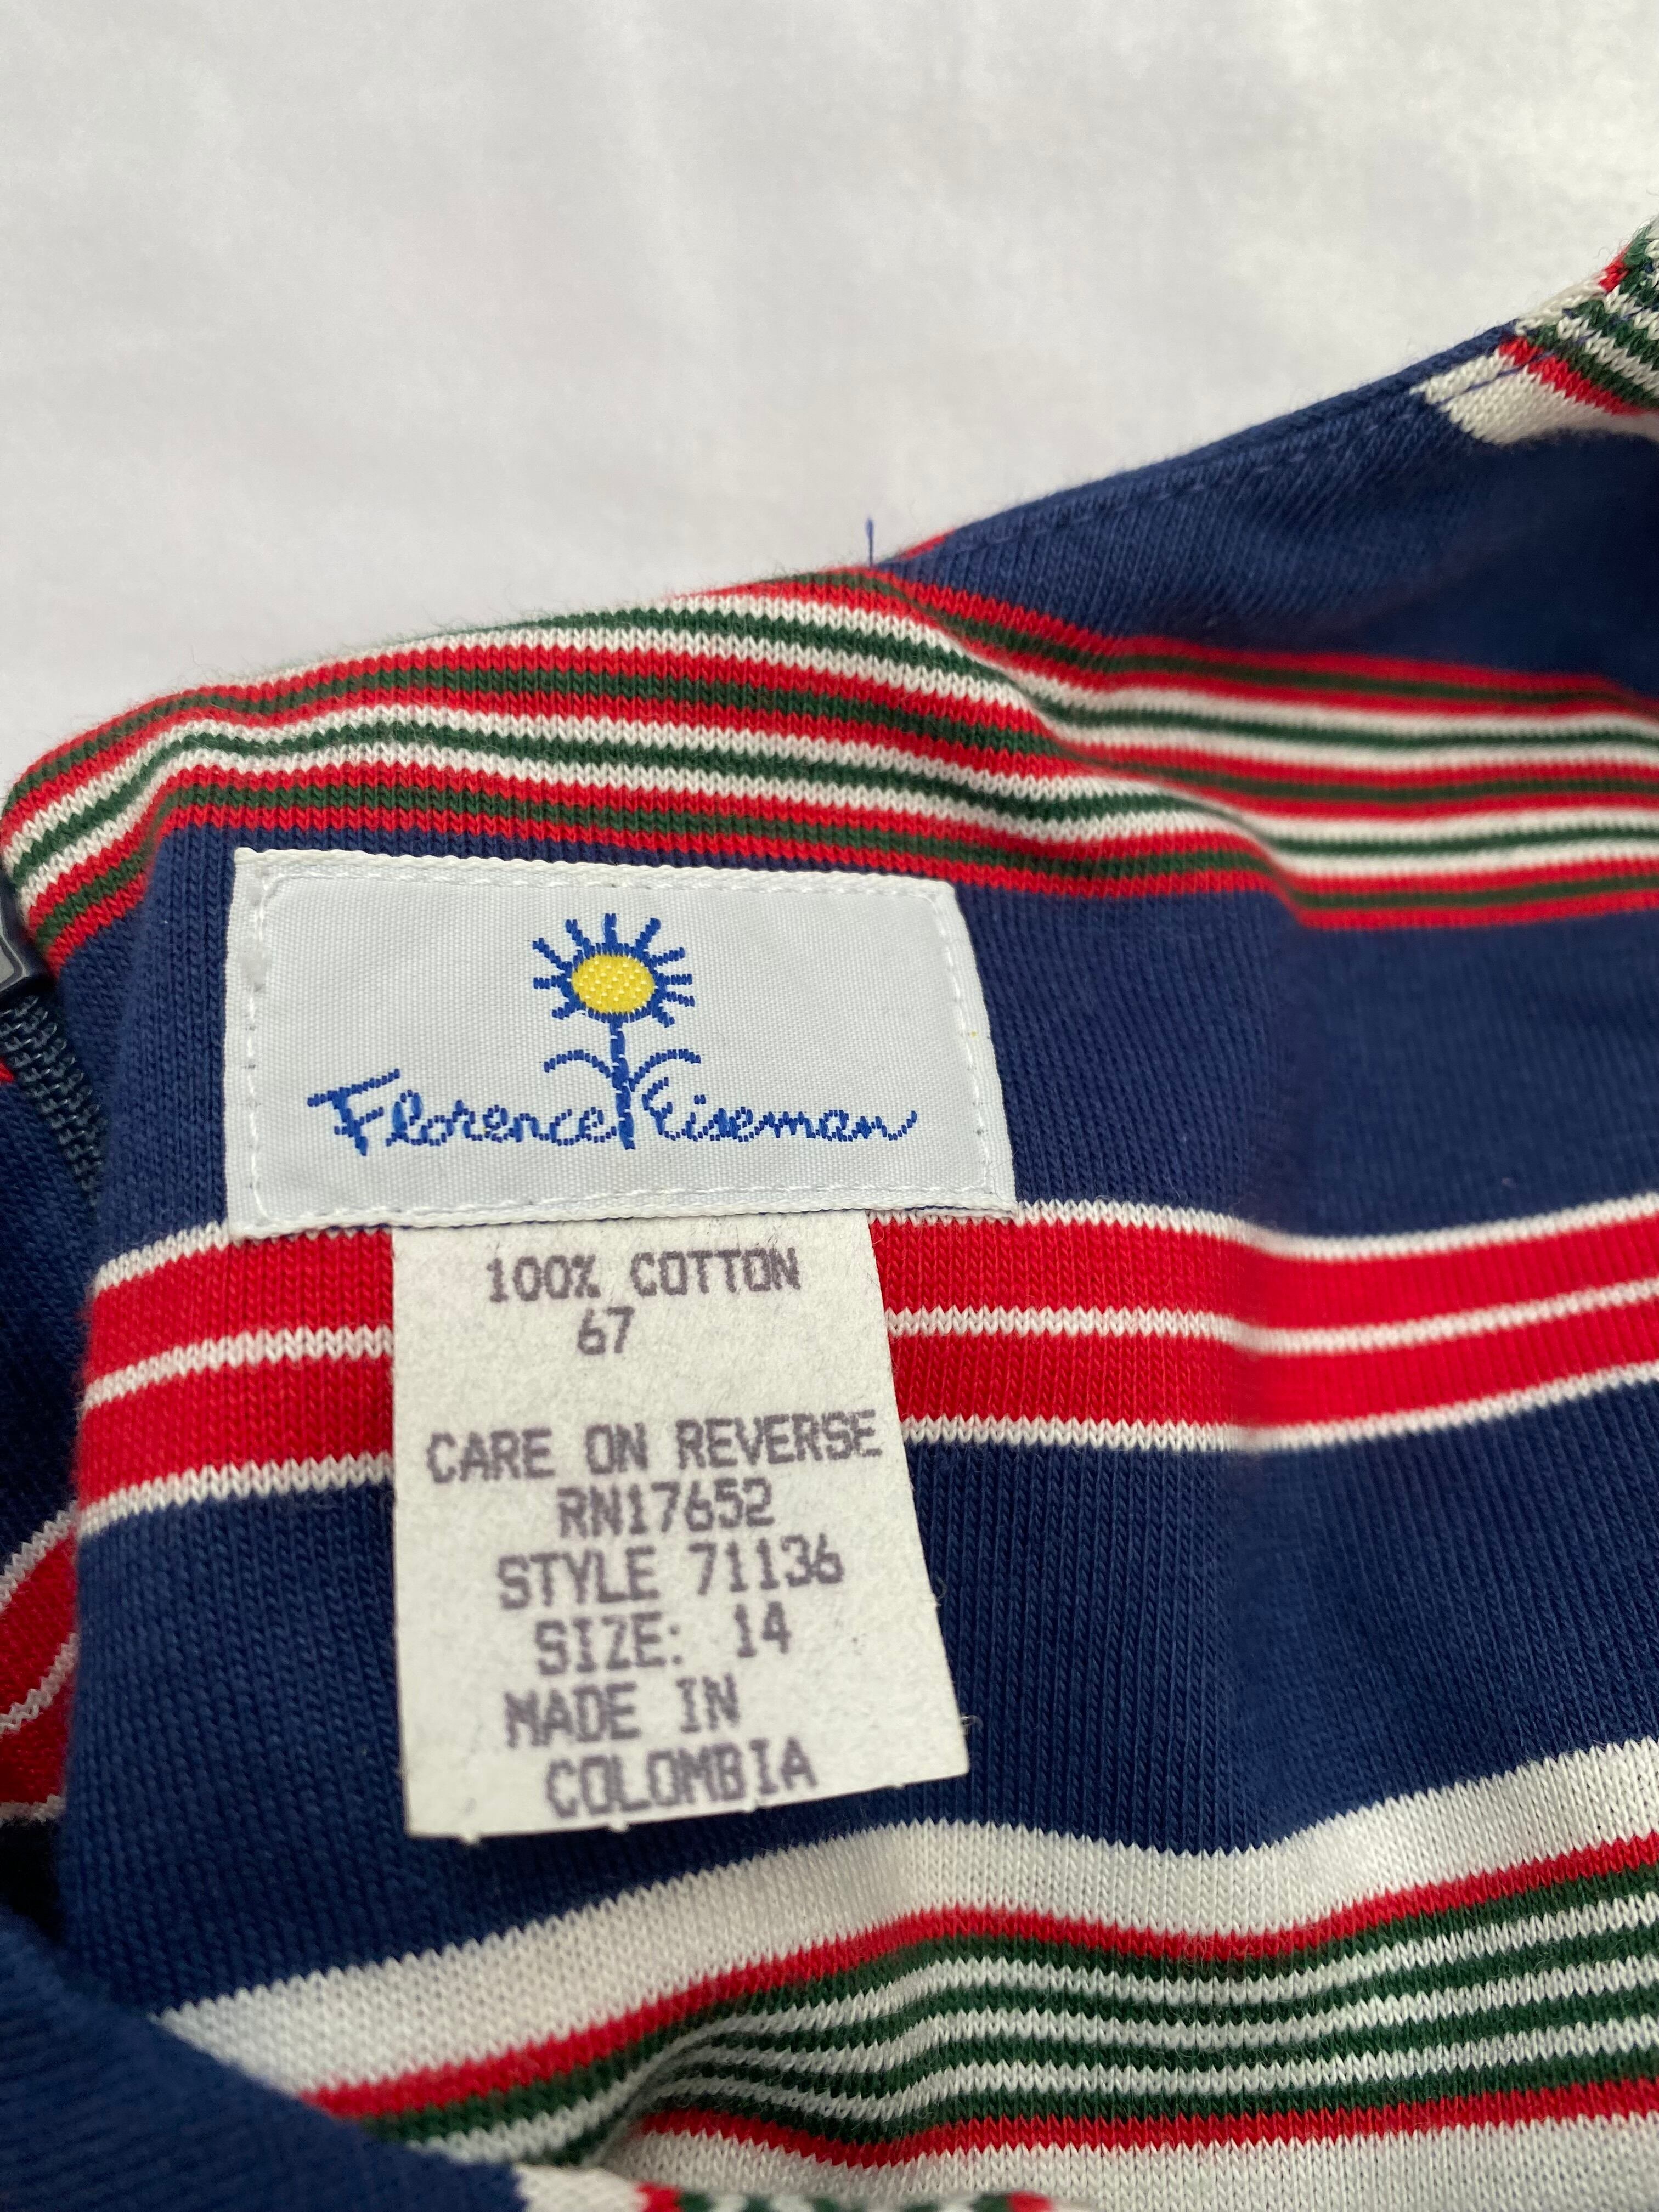 Florence Eiseman
100% COTTON
67
CARE ON REVERSE
RN17652
STYLE 71136
SIZE: 14
MADE IN
COLOMBIA